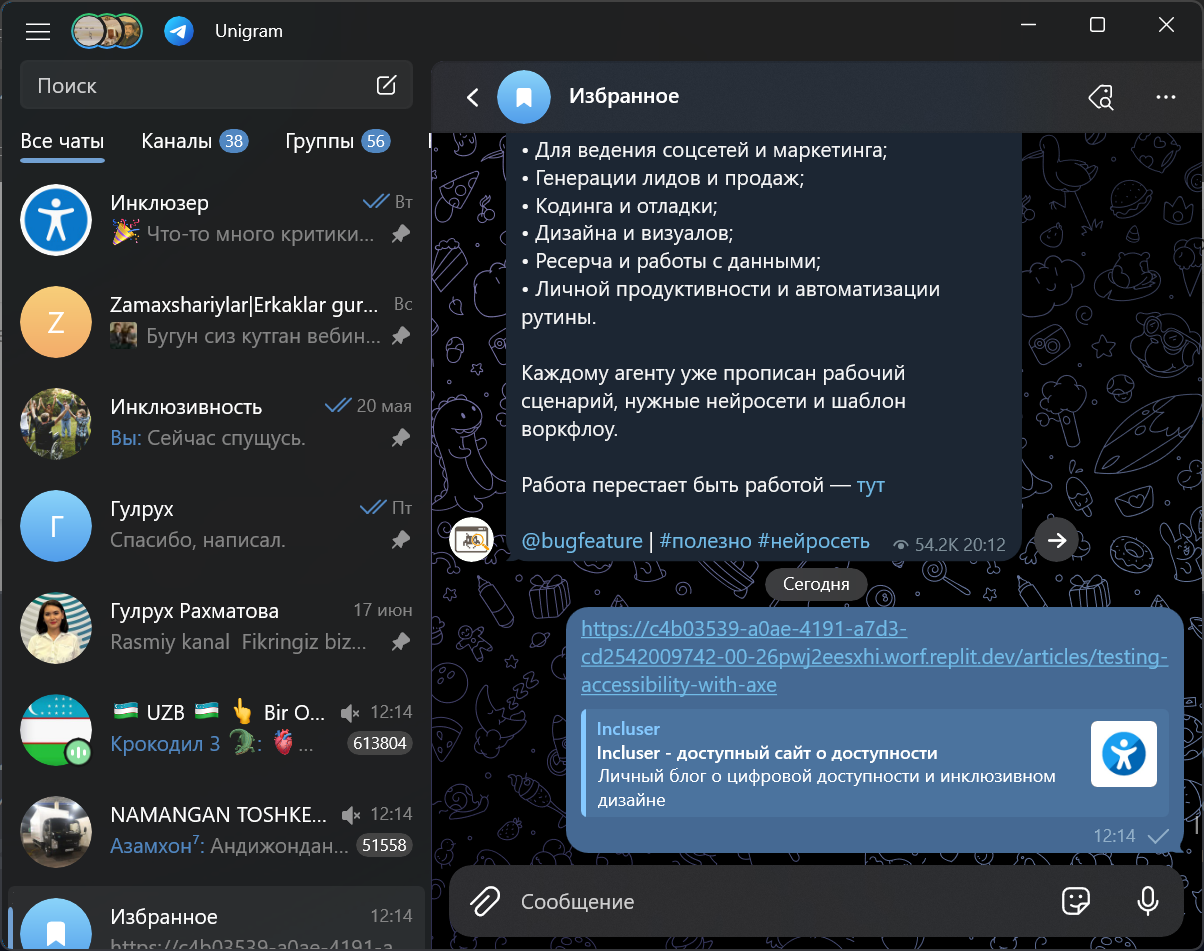 Unigram
Поиск
Все чаты
Каналы 38
Группы 56
Инклюзер
Вт
Что-то много критики...
Z
Zamaxshariylar|Erkaklar gur...
Вс
Бугун сиз кутган вебин...
Инклюзивность
20 мая
Вы: Сейчас спущусь.
Г
Гулрух
Пт
Спасибо, написал.
Гулрух Рахматова
17 июн
Rasmiy kanal Fikringiz biz...
UZB Bir O...
12:14
Крокодил 3 : ...
613804
NAMANGAN TOSHKE...
12:14
Азамхон⁷: Андижондан...
51558
Избранное
12:14
https://c4b03539-a0ae-4191-a
Избранное
• Для ведения соцсетей и маркетинга;
• Генерации лидов и продаж;
• Кодинга и отладки;
• Дизайна и визуалов;
• Ресерча и работы с данными;
• Личной продуктивности и автоматизации
рутины.
Каждому агенту уже прописан рабочий
сценарий, нужные нейросети и шаблон
воркфлоу.
Работа перестает быть работой — тут
@bugfeature | #полезно #нейросеть
54.2K 20:12
Сегодня
https://c4b03539-a0ae-4191-a7d3-
cd2542009742-00-26pwj2eesxhi.worf.replit.dev/articles/testing-
accessibility-with-axe
Incluser
Incluser - доступный сайт о доступности
Личный блог о цифровой доступности и инклюзивном
дизайне
12:14
Сообщение